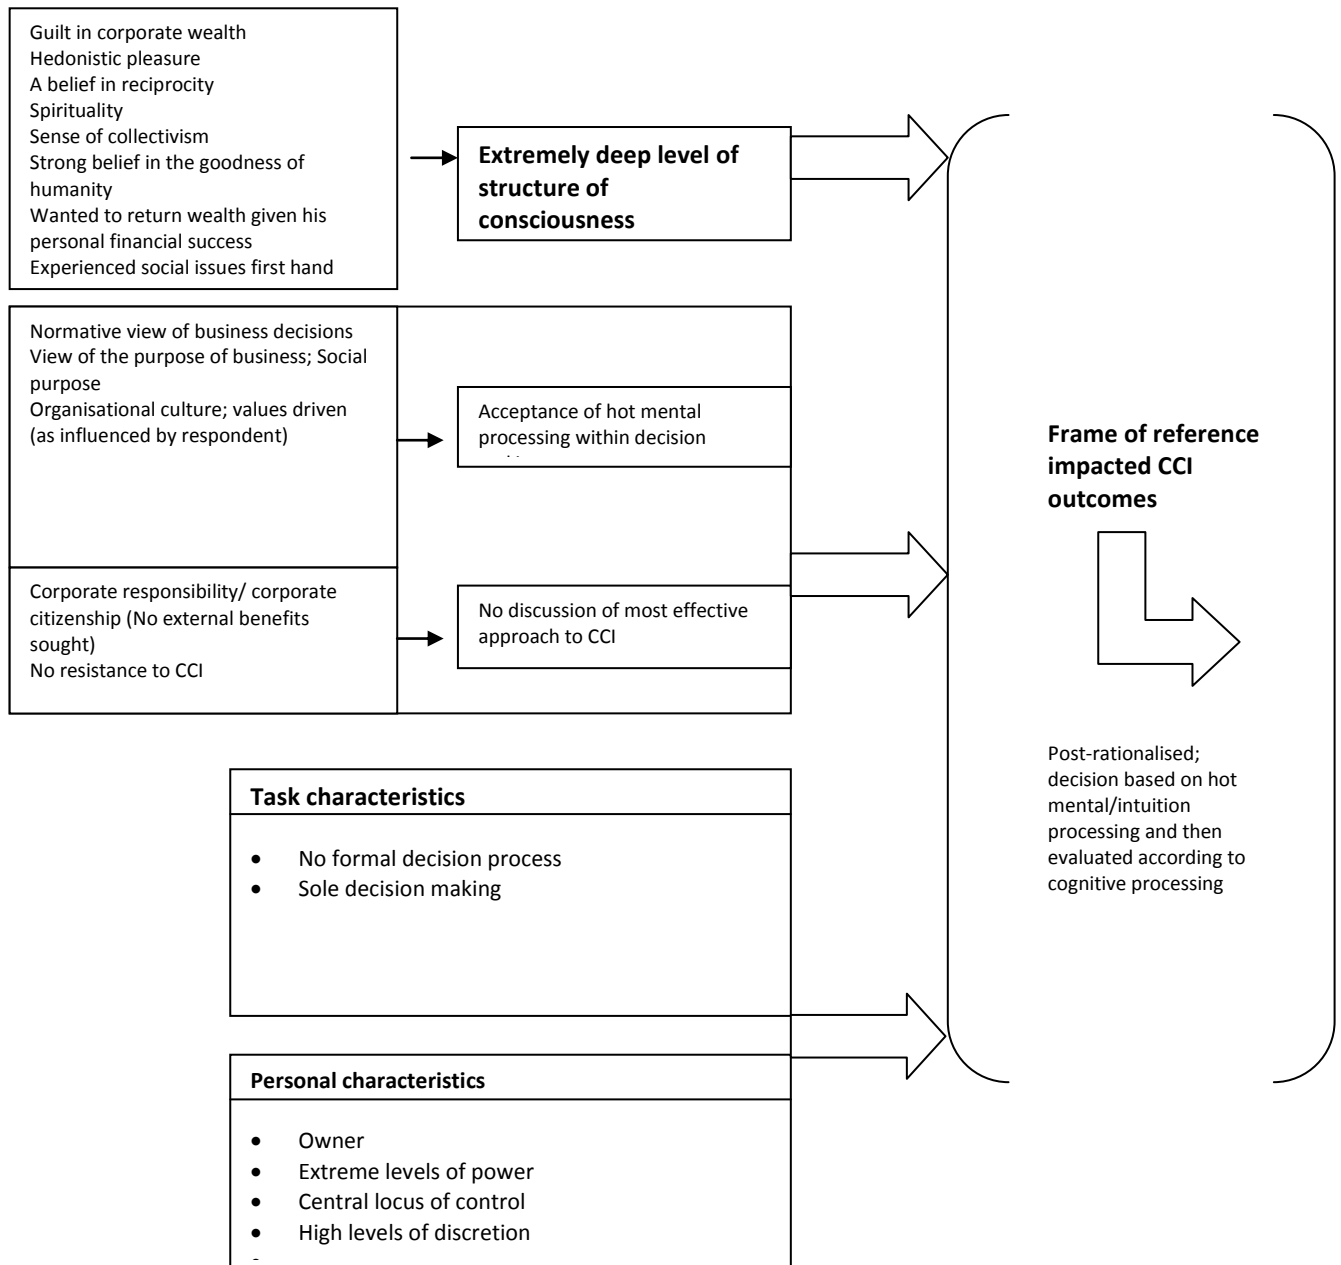 Guilt in corporate wealth
Hedonistic pleasure
A belief in reciprocity
Spirituality
Sense of collectivism
Strong belief in the goodness of
humanity
Wanted to return wealth given his
personal financial success
Experienced social issues first hand
Extremely deep level of
structure of
consciousness
Normative view of business decisions
View of the purpose of business; Social
purpose
Organisational culture; values driven
(as influenced by respondent)
Acceptance of hot mental
processing within decision
Corporate responsibility/ corporate
citizenship (No external benefits
sought)
No resistance to CCI
No discussion of most effective
approach to CCI
Frame of reference
impacted CCI
outcomes
Post-rationalised;
decision based on hot
mental/intuition
processing and then
evaluated according to
cognitive processing
Task characteristics
• No formal decision process
• Sole decision making
Personal characteristics
• Owner
• Extreme levels of power
• Central locus of control
• High levels of discretion